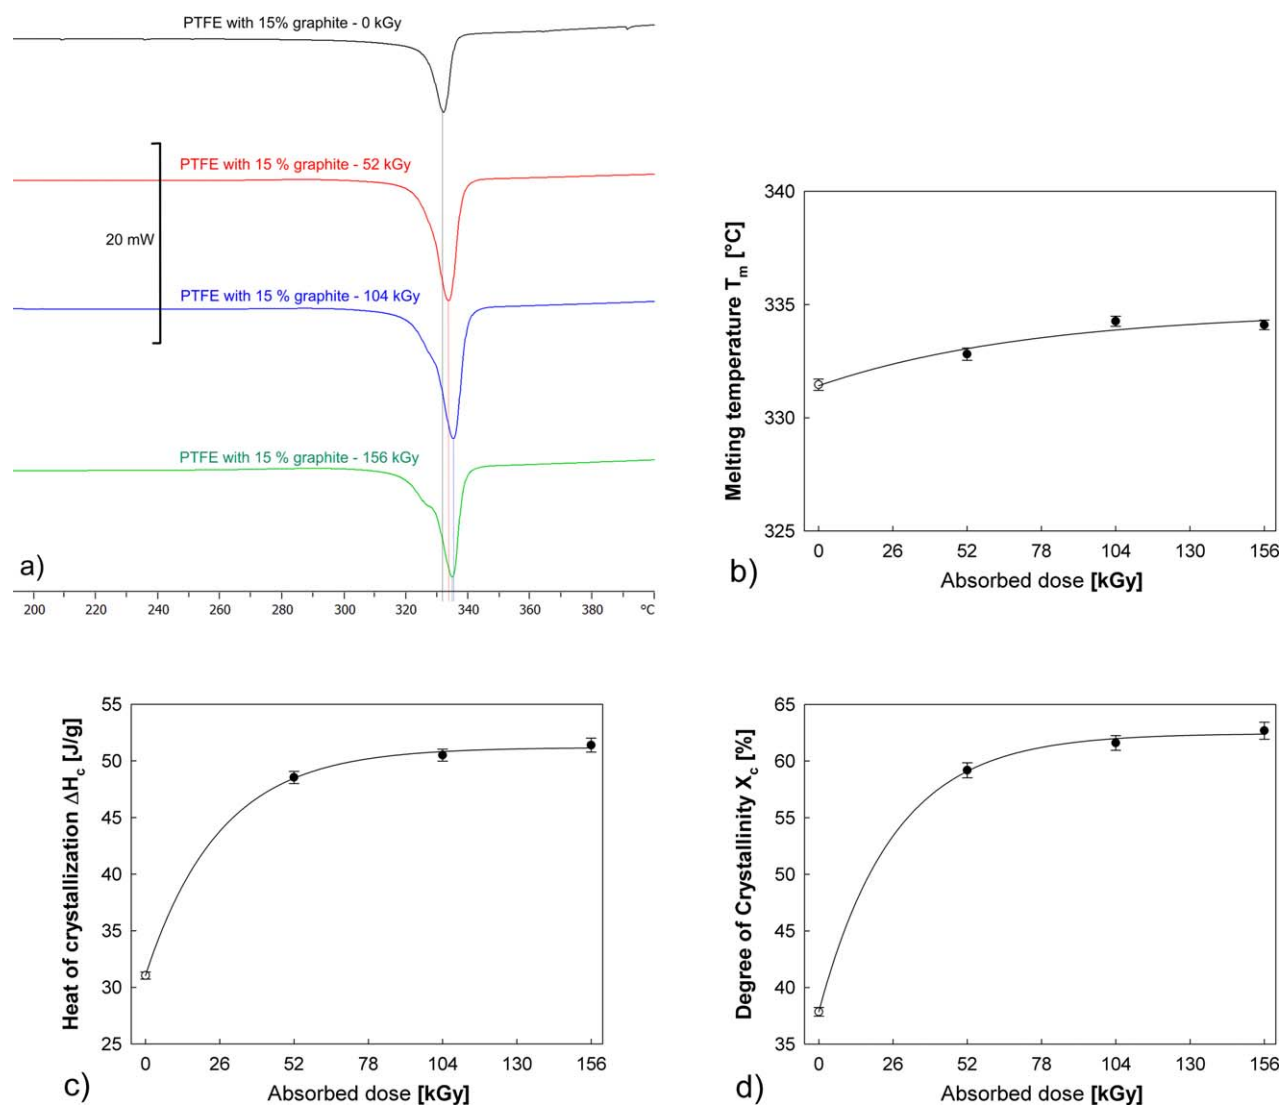 PTFE with 15% graphite - 0 kGy
PTFE with 15 % graphite - 52 kGy
20 mW
PTFE with 15 % graphite - 104 kGy
PTFE with 15 % graphite - 156 kGy
a)
200 220 240 260 280 300 320 340 360 380 °C
Melting temperature Tm [°C]
340
335
330
325
0 26 52 78 104 130 156
Absorbed dose [kGy]
b)
Heat of crystallization ΔHc [J/g]
55
50
45
40
35
30
25
0 26 52 78 104 130 156
Absorbed dose [kGy]
c)
Degree of Crystallinity Xc [%]
65
60
55
50
45
40
35
0 26 52 78 104 130 156
Absorbed dose [kGy]
d)